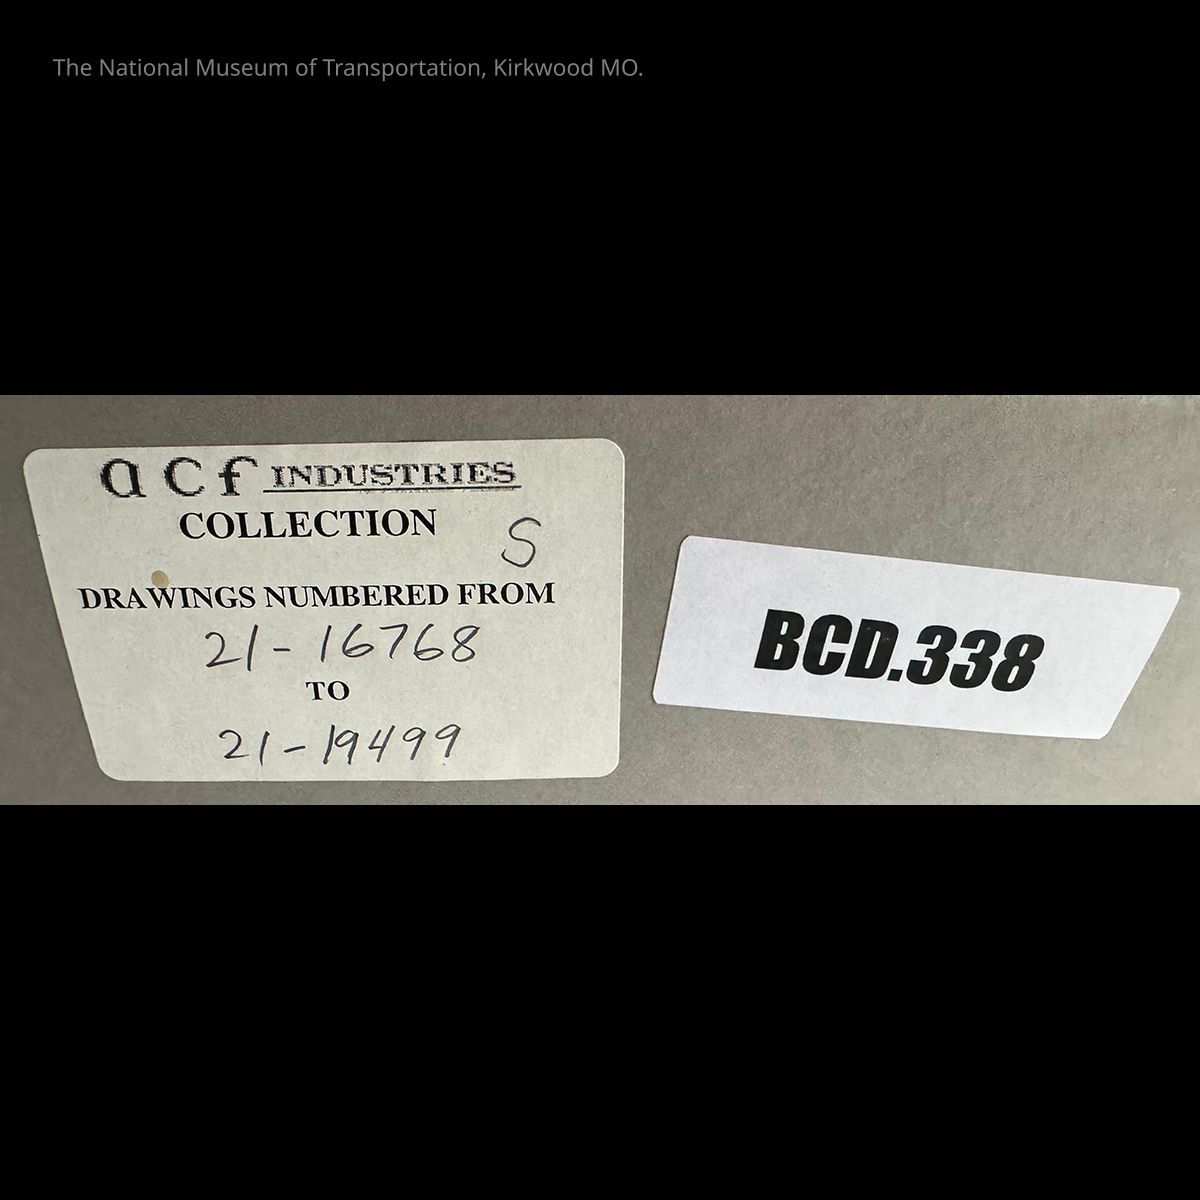 The National Museum of Transportation, Kirkwood MO.
acf INDUSTRIES
COLLECTION
S
DRAWINGS NUMBERED FROM
21-16768
TO
21-19499
BCD.338